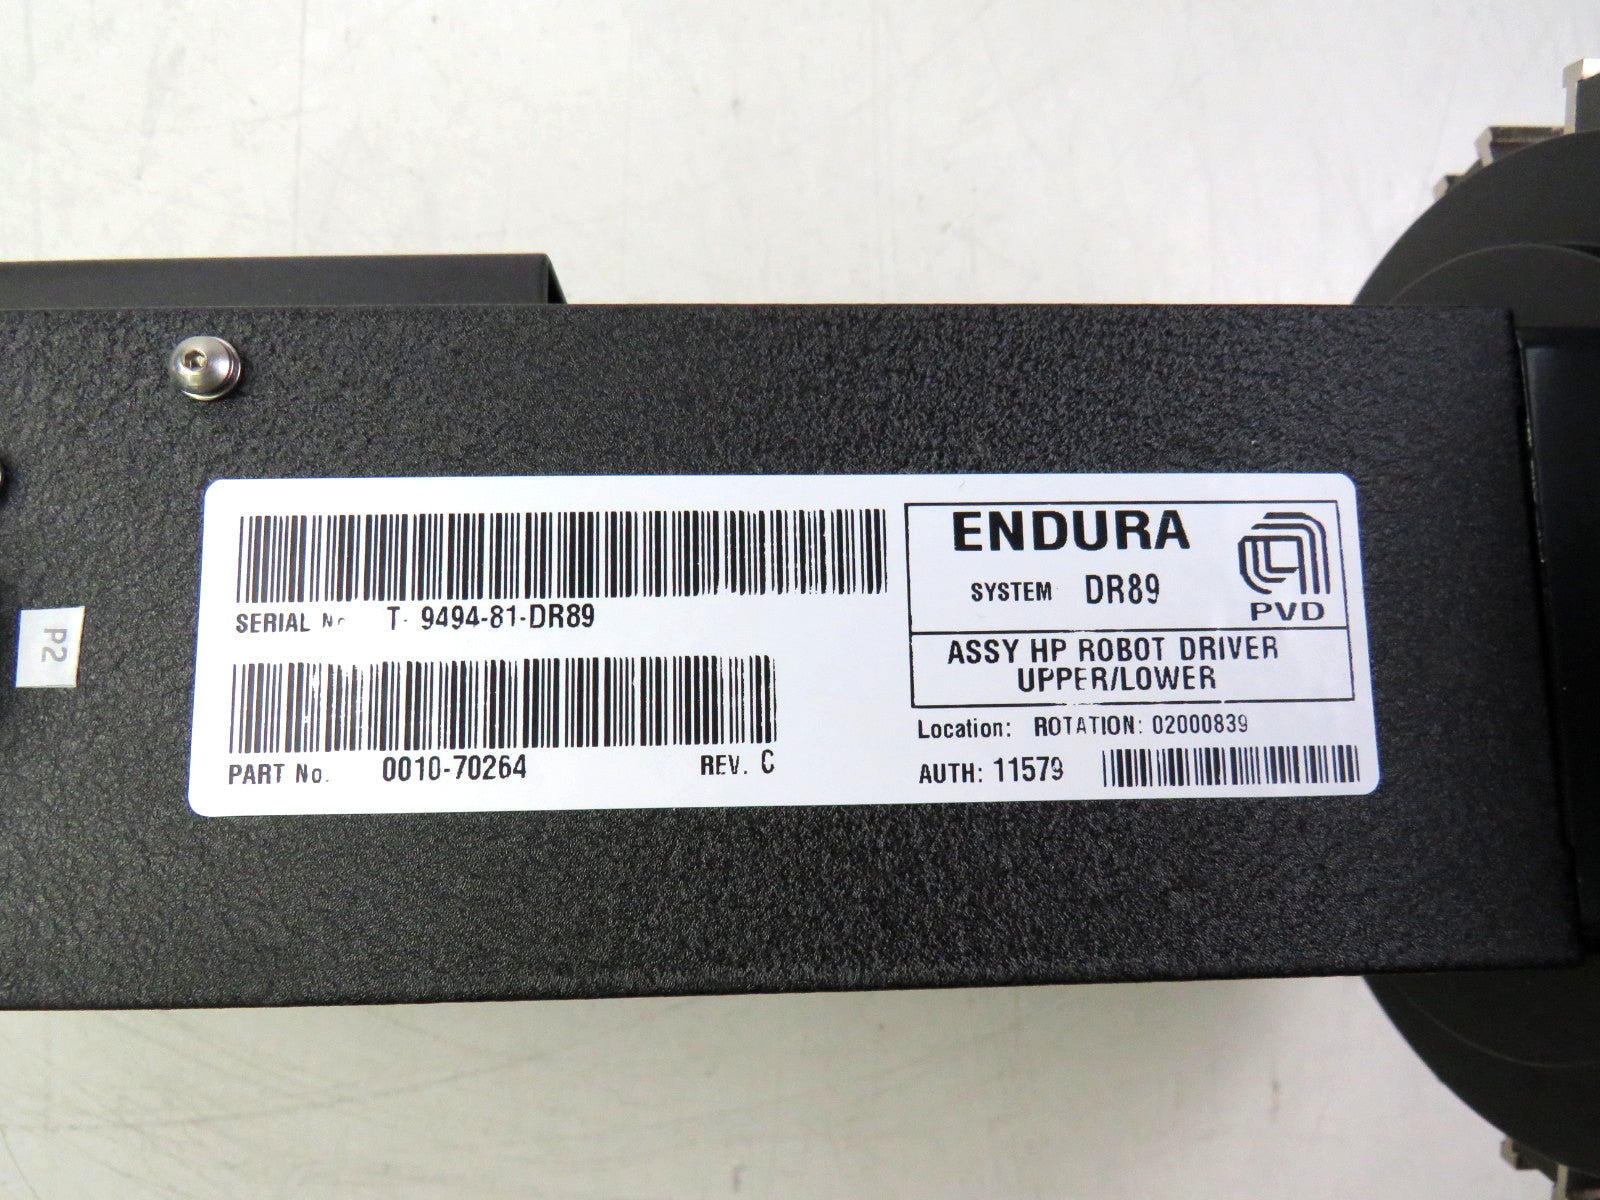 SERIAL No T- 9494-81-DR89
PART No. 0010-70264 REV. C
ENDURA
SYSTEM DR89
PVD
ASSY HP ROBOT DRIVER
UPPER/LOWER
Location: ROTATION: 02000839
AUTH: 11579
P2